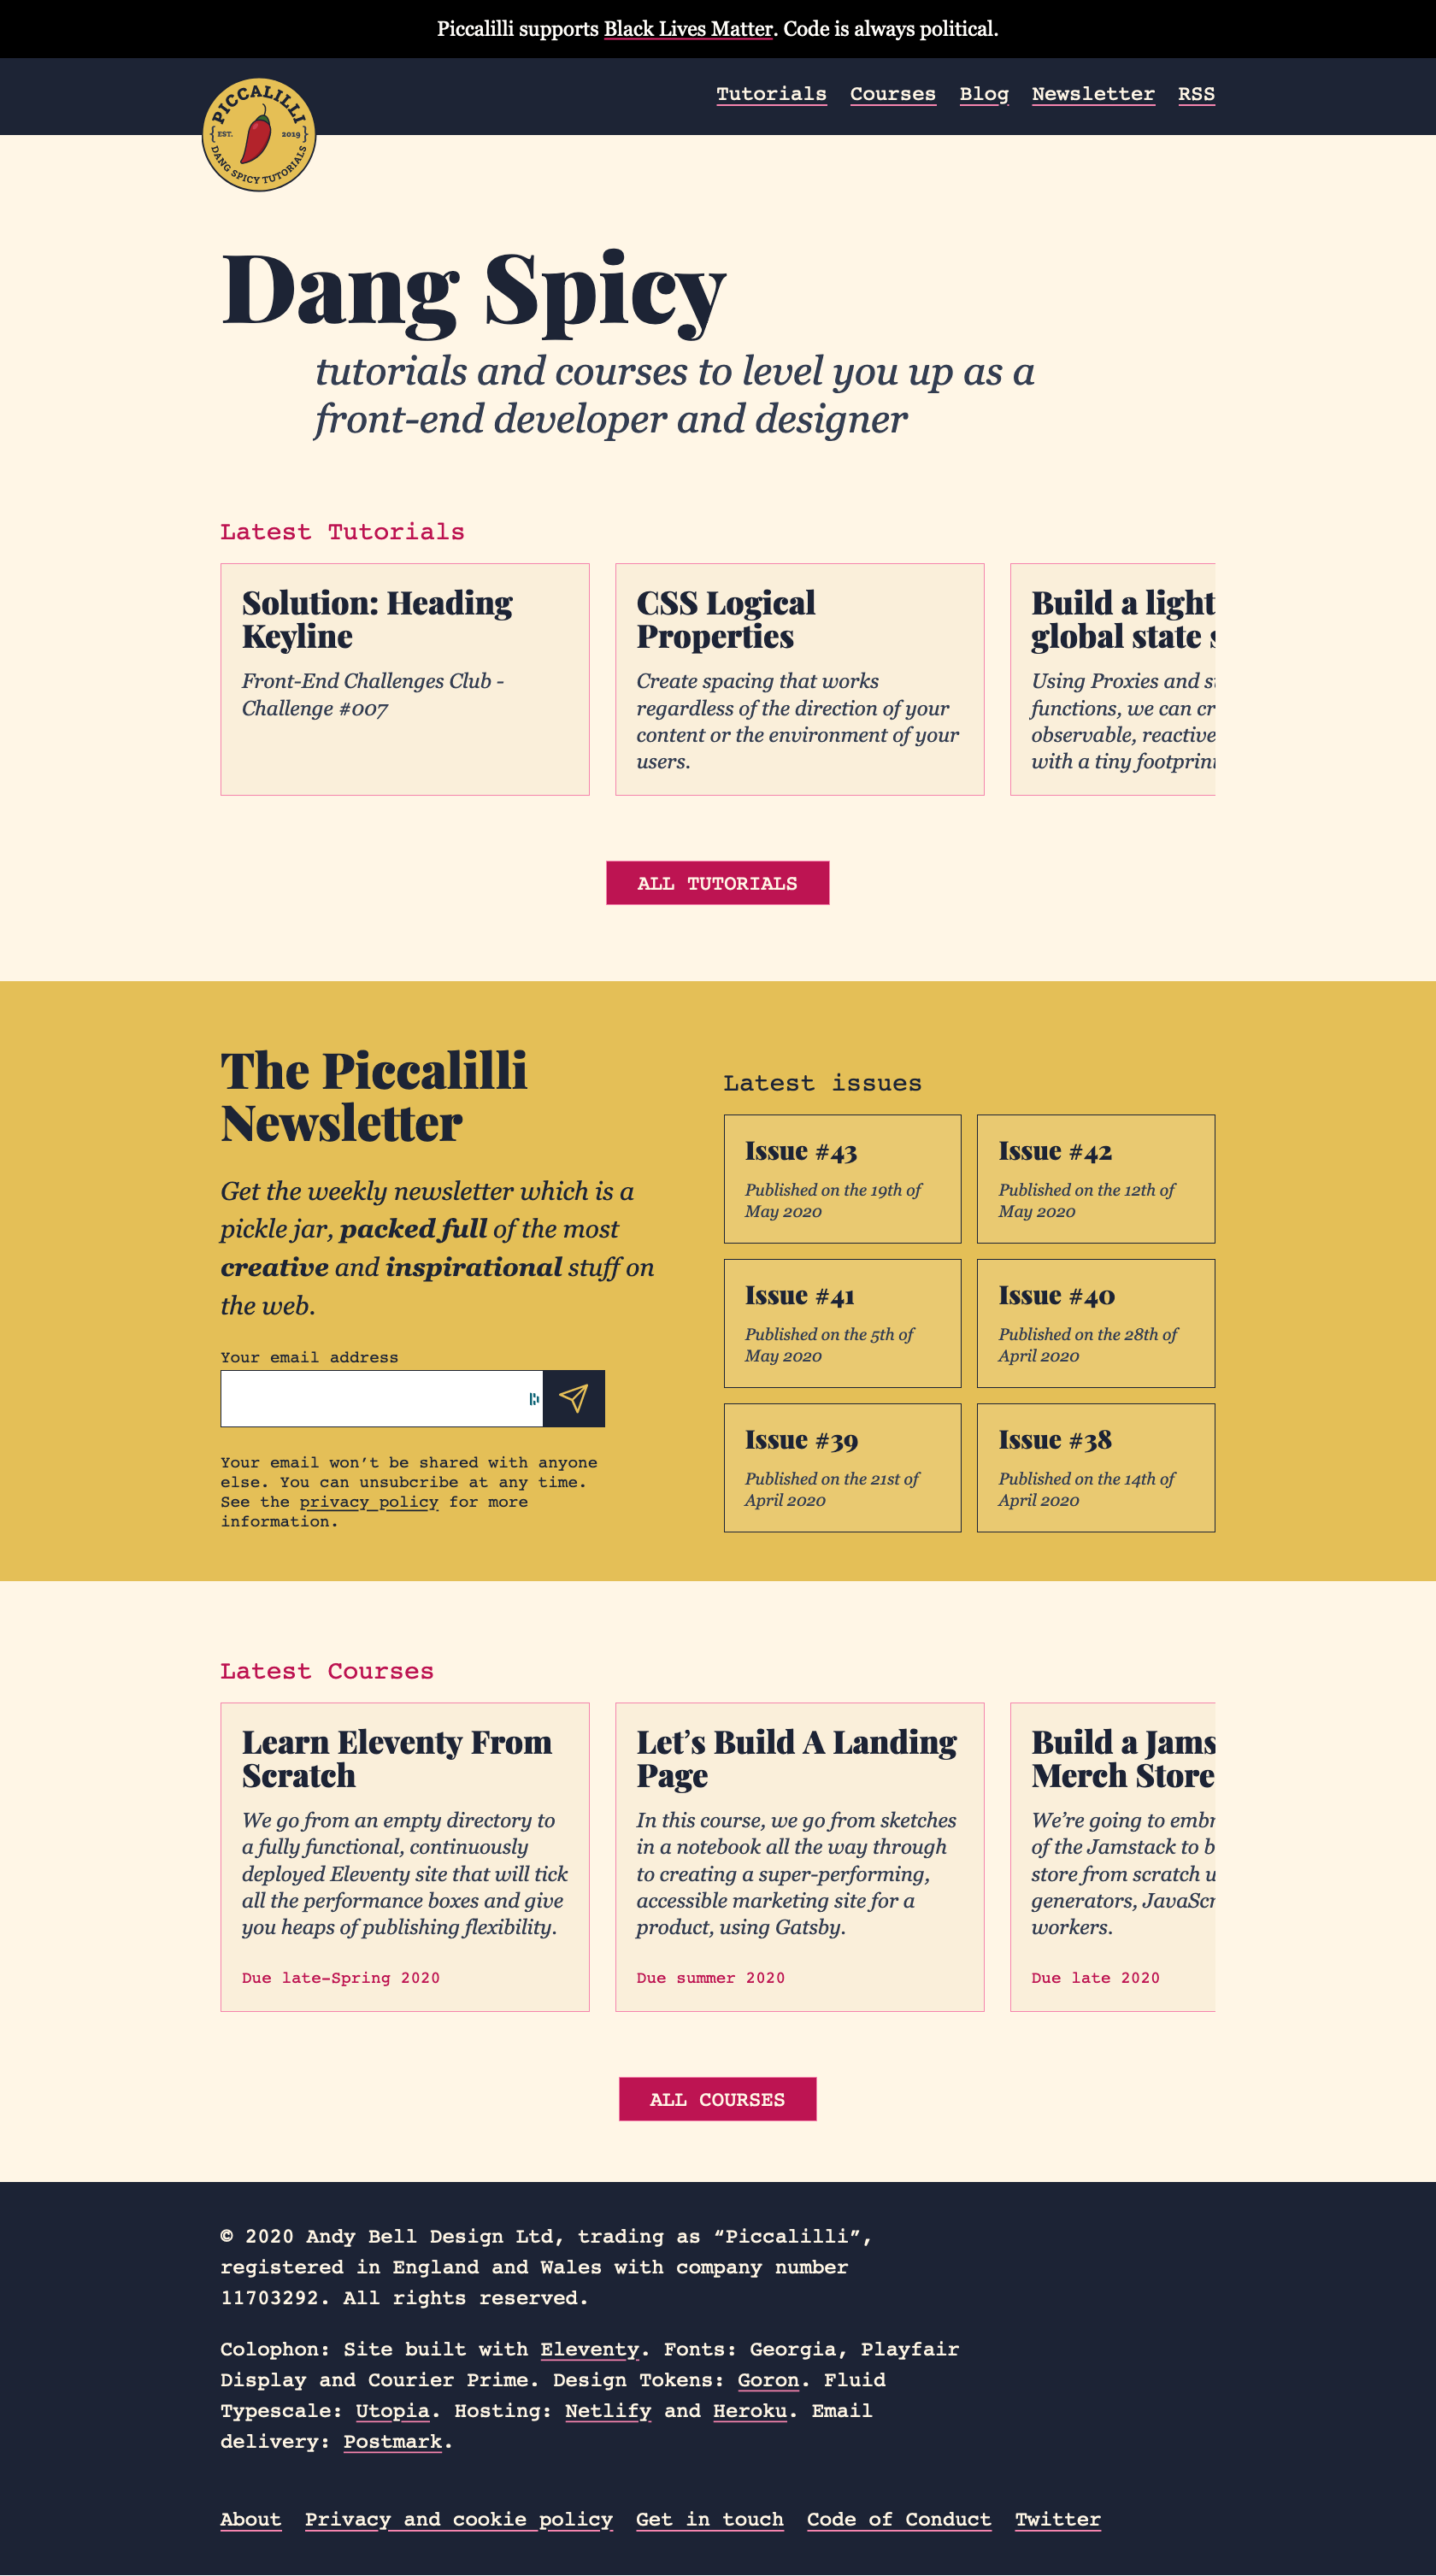 Piccalilli supports Black Lives Matter. Code is always political.
PICCALILLI
EST. 2019
DANG SPICY TUTORIALS
Tutorials Courses Blog Newsletter RSS
Dang Spicy
tutorials and courses to level you up as a
front-end developer and designer
Latest Tutorials
Solution: Heading
Keyline
Front-End Challenges Club -
Challenge #007
CSS Logical
Properties
Create spacing that works
regardless of the direction of your
content or the environment of your
users.
Build a light
global state s
Using Proxies and
functions, we can cr
observable, reactive
with a tiny footprint
ALL TUTORIALS
The Piccalilli
Newsletter
Get the weekly newsletter which is a
pickle jar, packed full of the most
creative and inspirational stuff on
the web.
Your email address
Your email won’t be shared with anyone
else. You can unsubcribe at any time.
See the privacy policy for more
information.
Latest issues
Issue #43
Published on the 19th of
May 2020
Issue #42
Published on the 12th of
May 2020
Issue #41
Published on the 5th of
May 2020
Issue #40
Published on the 28th of
April 2020
Issue #39
Published on the 21st of
April 2020
Issue #38
Published on the 14th of
April 2020
Latest Courses
Learn Eleventy From
Scratch
We go from an empty directory to
a fully functional, continuously
deployed Eleventy site that will tick
all the performance boxes and give
you heaps of publishing flexibility.
Due late-Spring 2020
Let’s Build A Landing
Page
In this course, we go from sketches
in a notebook all the way through
to creating a super-performing,
accessible marketing site for a
product, using Gatsby.
Due summer 2020
Build a Jams
Merch Store
We’re going to embr
of the Jamstack to b
store from scratch u
generators, JavaScr
workers.
Due late 2020
ALL COURSES
© 2020 Andy Bell Design Ltd, trading as “Piccalilli”,
registered in England and Wales with company number
11703292. All rights reserved.
Colophon: Site built with Eleventy. Fonts: Georgia, Playfair
Display and Courier Prime. Design Tokens: Goron. Fluid
Typescale: Utopia. Hosting: Netlify and Heroku. Email
delivery: Postmark.
About Privacy and cookie policy Get in touch Code of Conduct Twitter